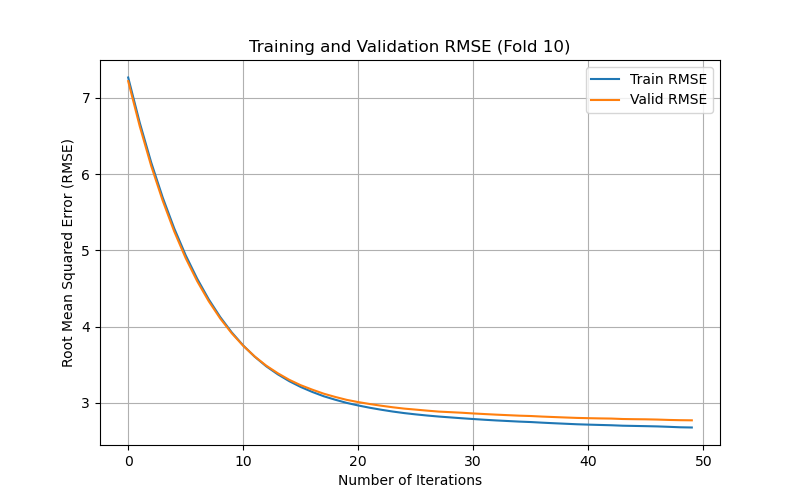 Training and Validation RMSE (Fold 10)
Train RMSE
Valid RMSE
Root Mean Squared Error (RMSE)
7
6
5
4
3
0
10
20
30
40
50
Number of Iterations